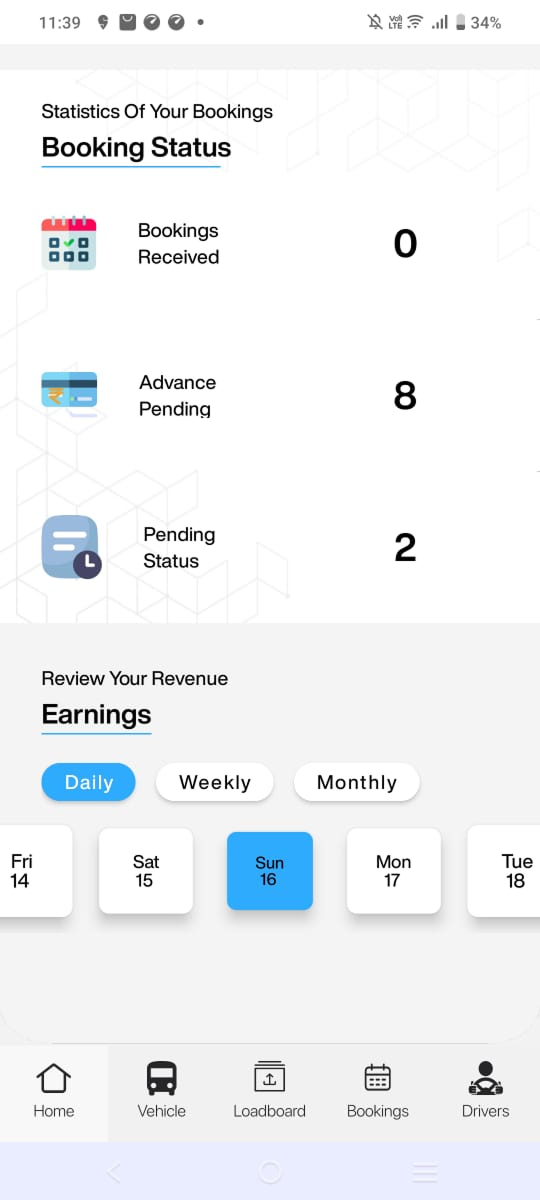 11:39
Vo)
LTE
34%
Statistics Of Your Bookings
Booking Status
Bookings
Received
0
Advance
Pending
8
Pending
Status
2
Review Your Revenue
Earnings
Daily Weekly Monthly
Fri
14
Sat
15
Sun
16
Mon
17
Tue
18
Home Vehicle Loadboard Bookings Drivers